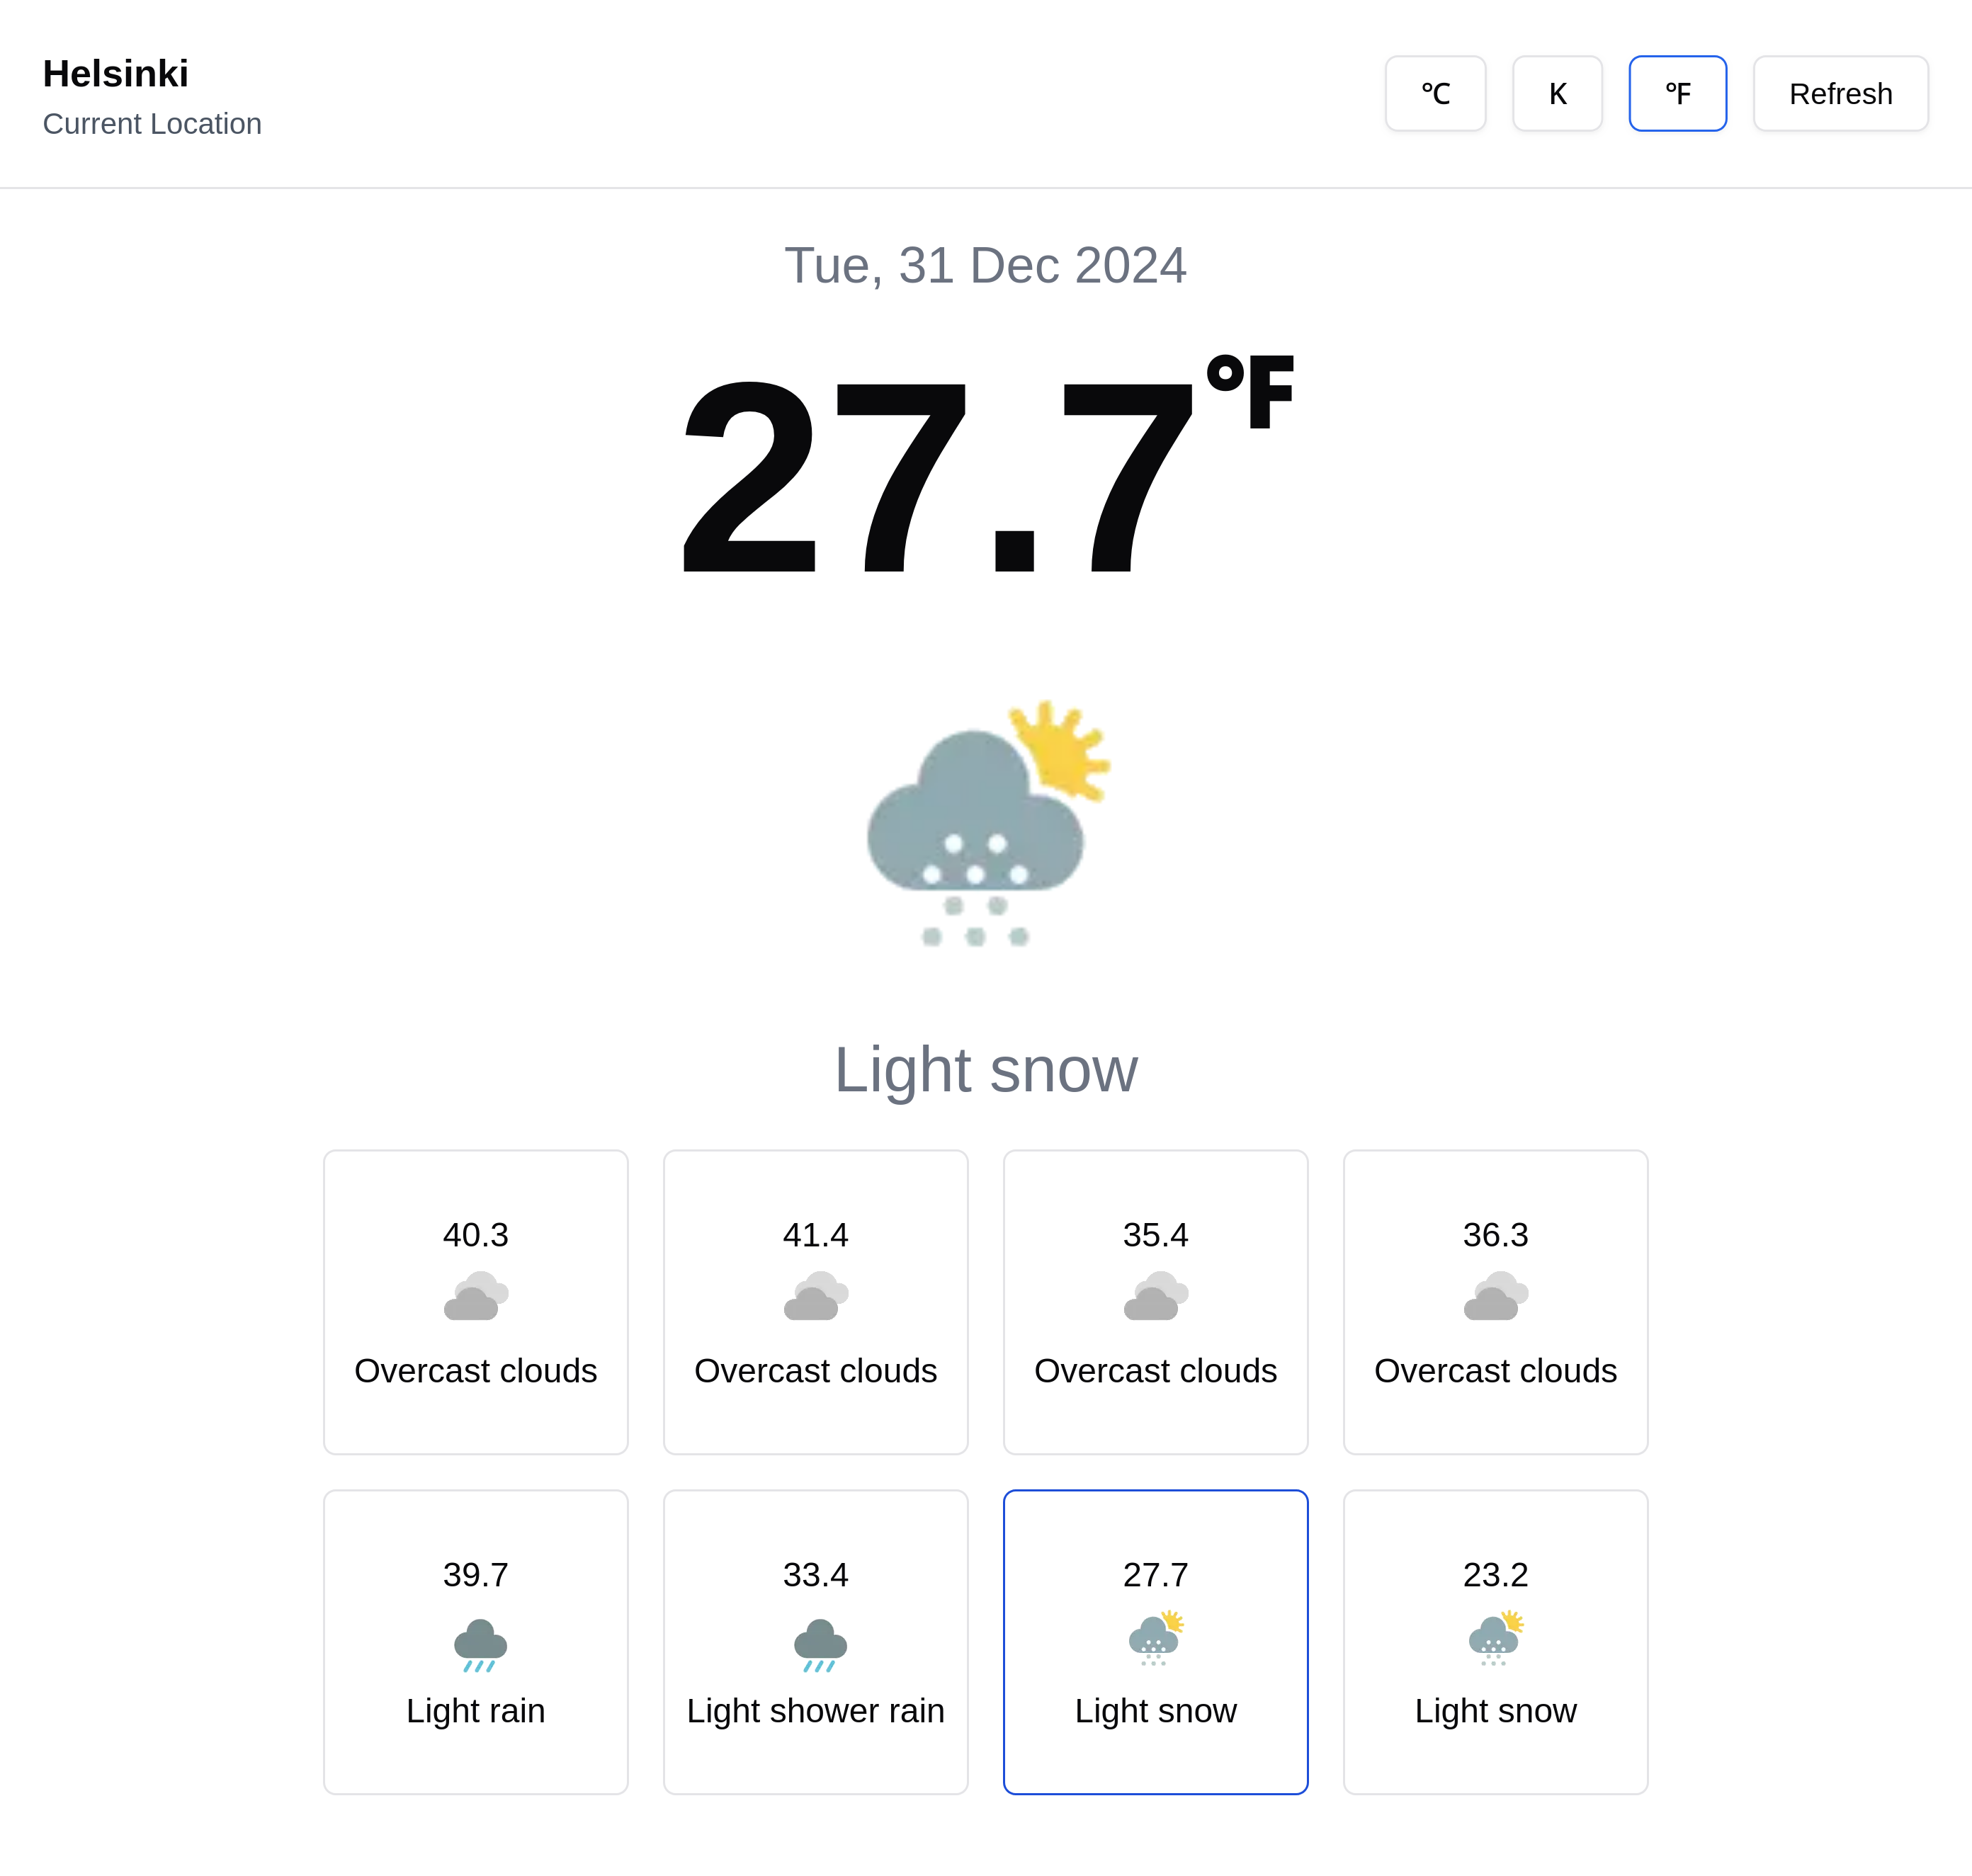 Helsinki
Current Location
℃
K
℉
Refresh
Tue, 31 Dec 2024
27.7℉
Light snow
40.3
Overcast clouds
41.4
Overcast clouds
35.4
Overcast clouds
36.3
Overcast clouds
39.7
Light rain
33.4
Light shower rain
27.7
Light snow
23.2
Light snow